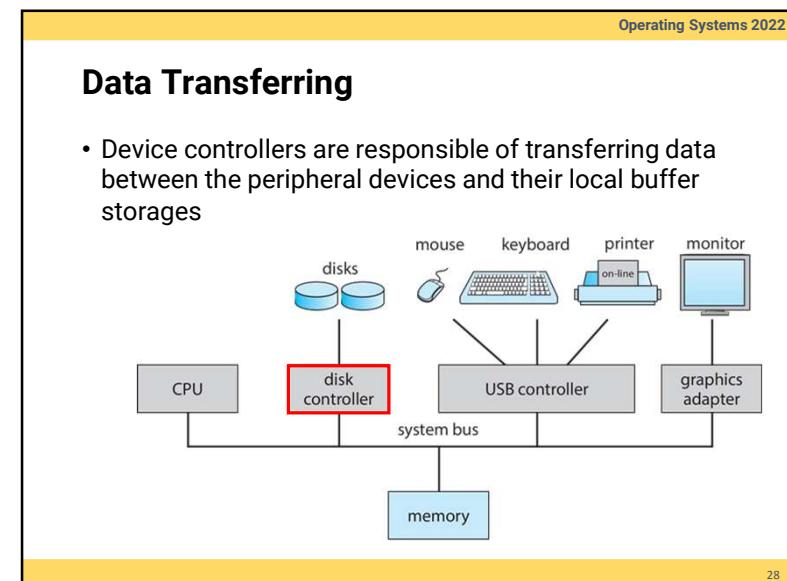 Operating Systems 2022
Data Transferring
• Device controllers are responsible of transferring data
between the peripheral devices and their local buffer
storages
mouse
keyboard
printer
monitor
disks
on-line
CPU
disk
controller
USB controller
graphics
adapter
system bus
memory
28